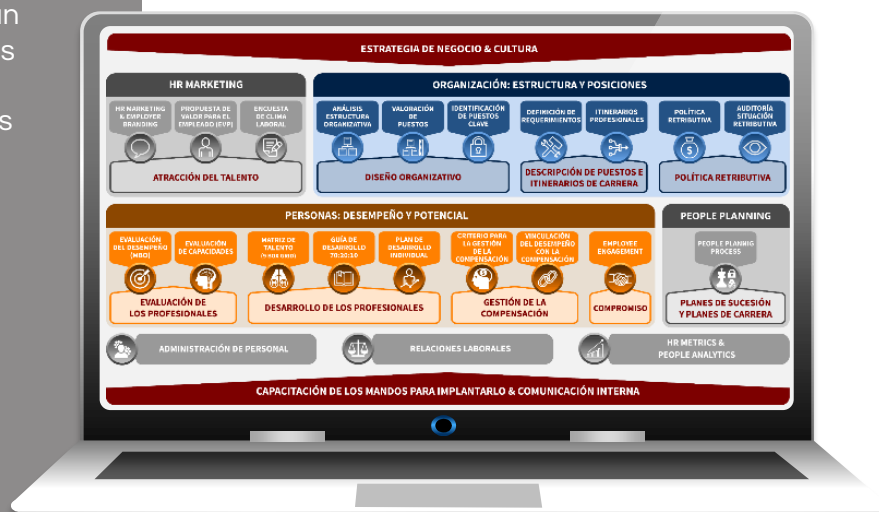 un
s
s
ESTRATEGIA DE NEGOCIO & CULTURA
HR MARKETING
HR MARKETING
& EMPLOYER
BRANDING
PROPUESTA DE
VALOR PARA EL
EMPLEADO (EVP)
ENCUESTA
DE CLIMA
LABORAL
ATRACCIÓN DEL TALENTO
ORGANIZACIÓN: ESTRUCTURA Y POSICIONES
ANÁLISIS
ESTRUCTURA
ORGANIZATIVA
VALORACIÓN
DE
PUESTOS
IDENTIFICACIÓN
DE PUESTOS
CLAVE
DISEÑO ORGANIZATIVO
DEFINICIÓN DE
REQUERIMIENTOS
ITINERARIOS
PROFESIONALES
DESCRIPCIÓN DE PUESTOS E
ITINERARIOS DE CARRERA
POLÍTICA
RETRIBUTIVA
AUDITORÍA
SITUACIÓN
RETRIBUTIVA
POLÍTICA RETRIBUTIVA
PERSONAS: DESEMPEÑO Y POTENCIAL
EVALUACIÓN
DEL DESEMPEÑO
(MBO)
EVALUACIÓN
DE CAPACIDADES
EVALUACIÓN DE
LOS PROFESIONALES
MATRIZ DE
TALENTO
(9 BOX GRID)
GUÍA DE
DESARROLLO
70:20:10
PLAN DE
DESARROLLO
INDIVIDUAL
DESARROLLO DE LOS PROFESIONALES
CRITERIO PARA
LA GESTIÓN
DE LA
COMPENSACIÓN
VINCULACIÓN
DEL DESEMPEÑO
CON LA
COMPENSACIÓN
GESTIÓN DE LA
COMPENSACIÓN
EMPLOYEE
ENGAGEMENT
COMPROMISO
PEOPLE PLANNING
PEOPLE PLANNIG
PROCESS
PLANES DE SUCESIÓN
Y PLANES DE CARRERA
ADMINISTRACIÓN DE PERSONAL
RELACIONES LABORALES
HR METRICS &
PEOPLE ANALYTICS
CAPACITACIÓN DE LOS MANDOS PARA IMPLANTARLO & COMUNICACIÓN INTERNA